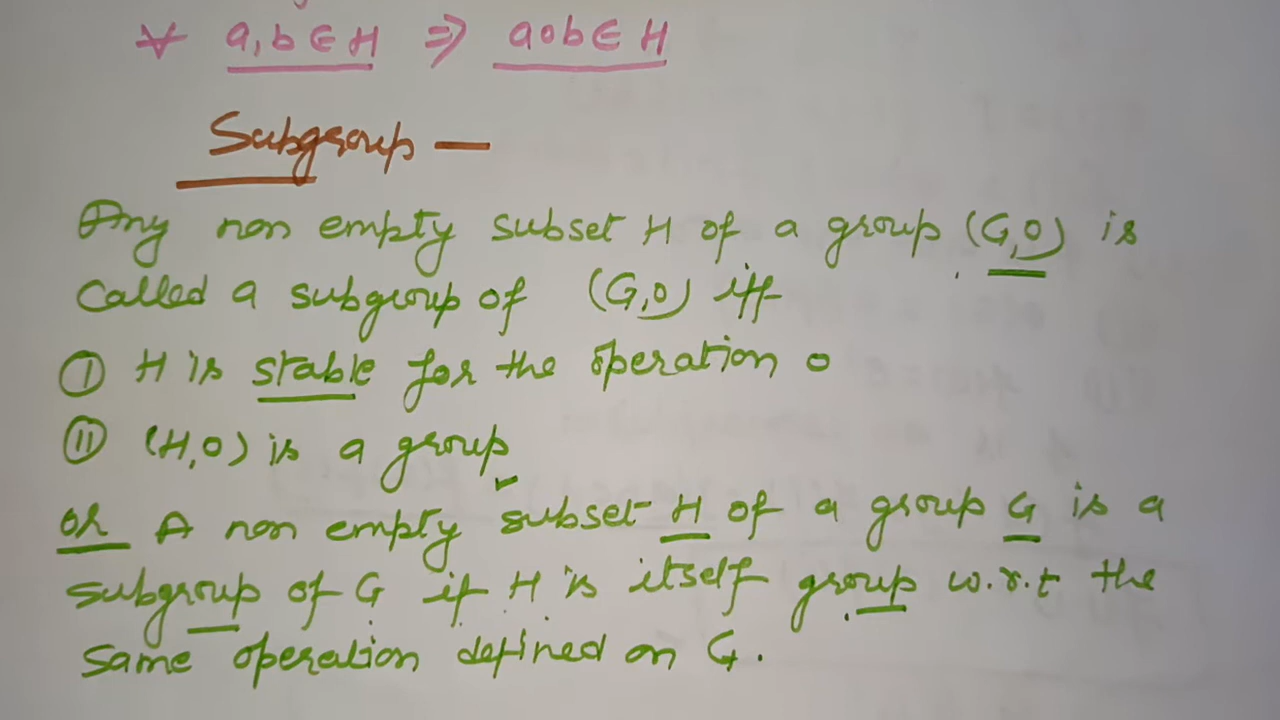 ∀ a,b ∈ H ⇒ aob ∈ H
Subgroup —
Any non empty subset H of a group (G,o) is
called a subgroup of (G,o) iff
(I) H is stable for the operation o
(II) (H,o) is a group
or A non empty subset H of a group G is a
subgroup of G if H is itself group w.r.t the
same operation defined on G.